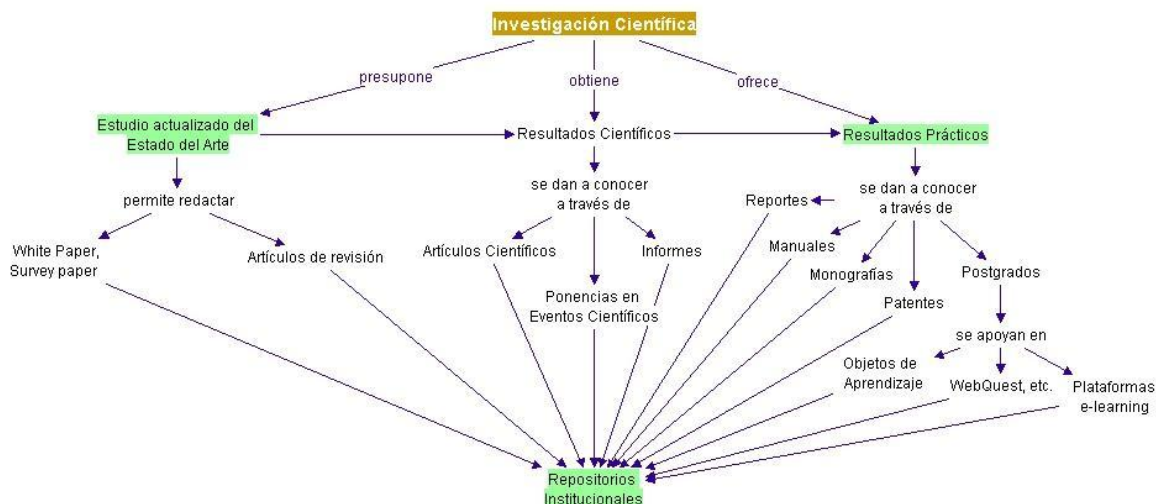 Investigación Científica
presupone
obtiene
ofrece
Estudio actualizado del
Estado del Arte
Resultados Científicos
Resultados Prácticos
permite redactar
se dan a conocer
a través de
se dan a conocer
a través de
White Paper,
Survey paper
Artículos de revisión
Artículos Científicos
Informes
Ponencias en
Eventos Científicos
Reportes
Manuales
Monografías
Patentes
Postgrados
se apoyan en
Objetos de
Aprendizaje
WebQuest, etc.
Plataformas
e-learning
Repositorios
Institucionales